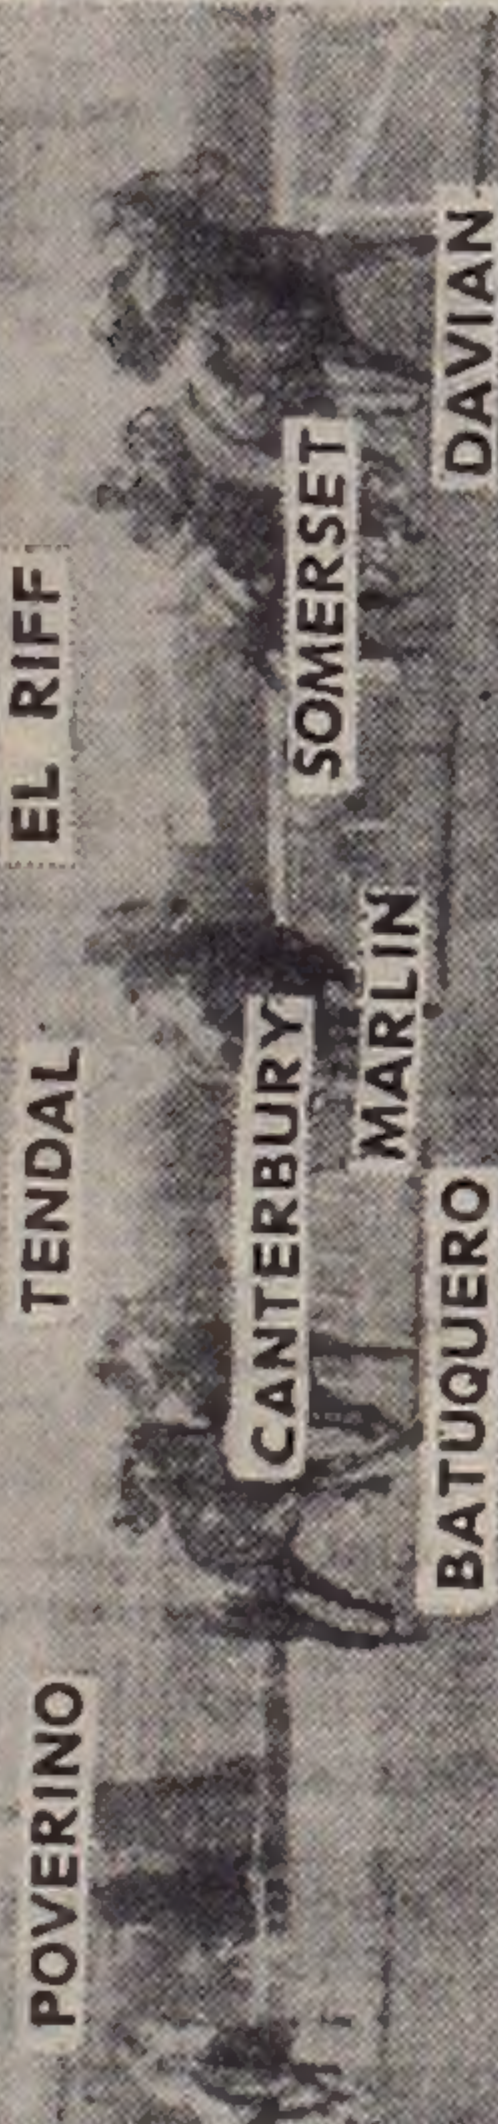 POVERINO
TENDAL
EL RIFF
CANTERBURY
SOMERSET
MARLIN
BATUQUERO
DAVIAN